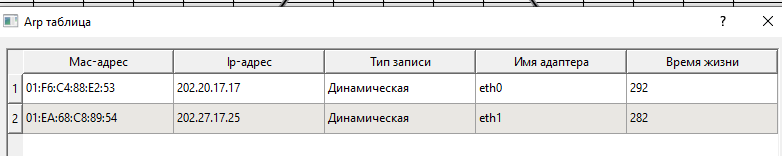 Arp таблица
Mac-адрес Ip-адрес Тип записи Имя адаптера Время жизни
1 01:F6:C4:88:E2:53 202.20.17.17 Динамическая eth0 292
2 01:EA:68:C8:89:54 202.27.17.25 Динамическая eth1 282